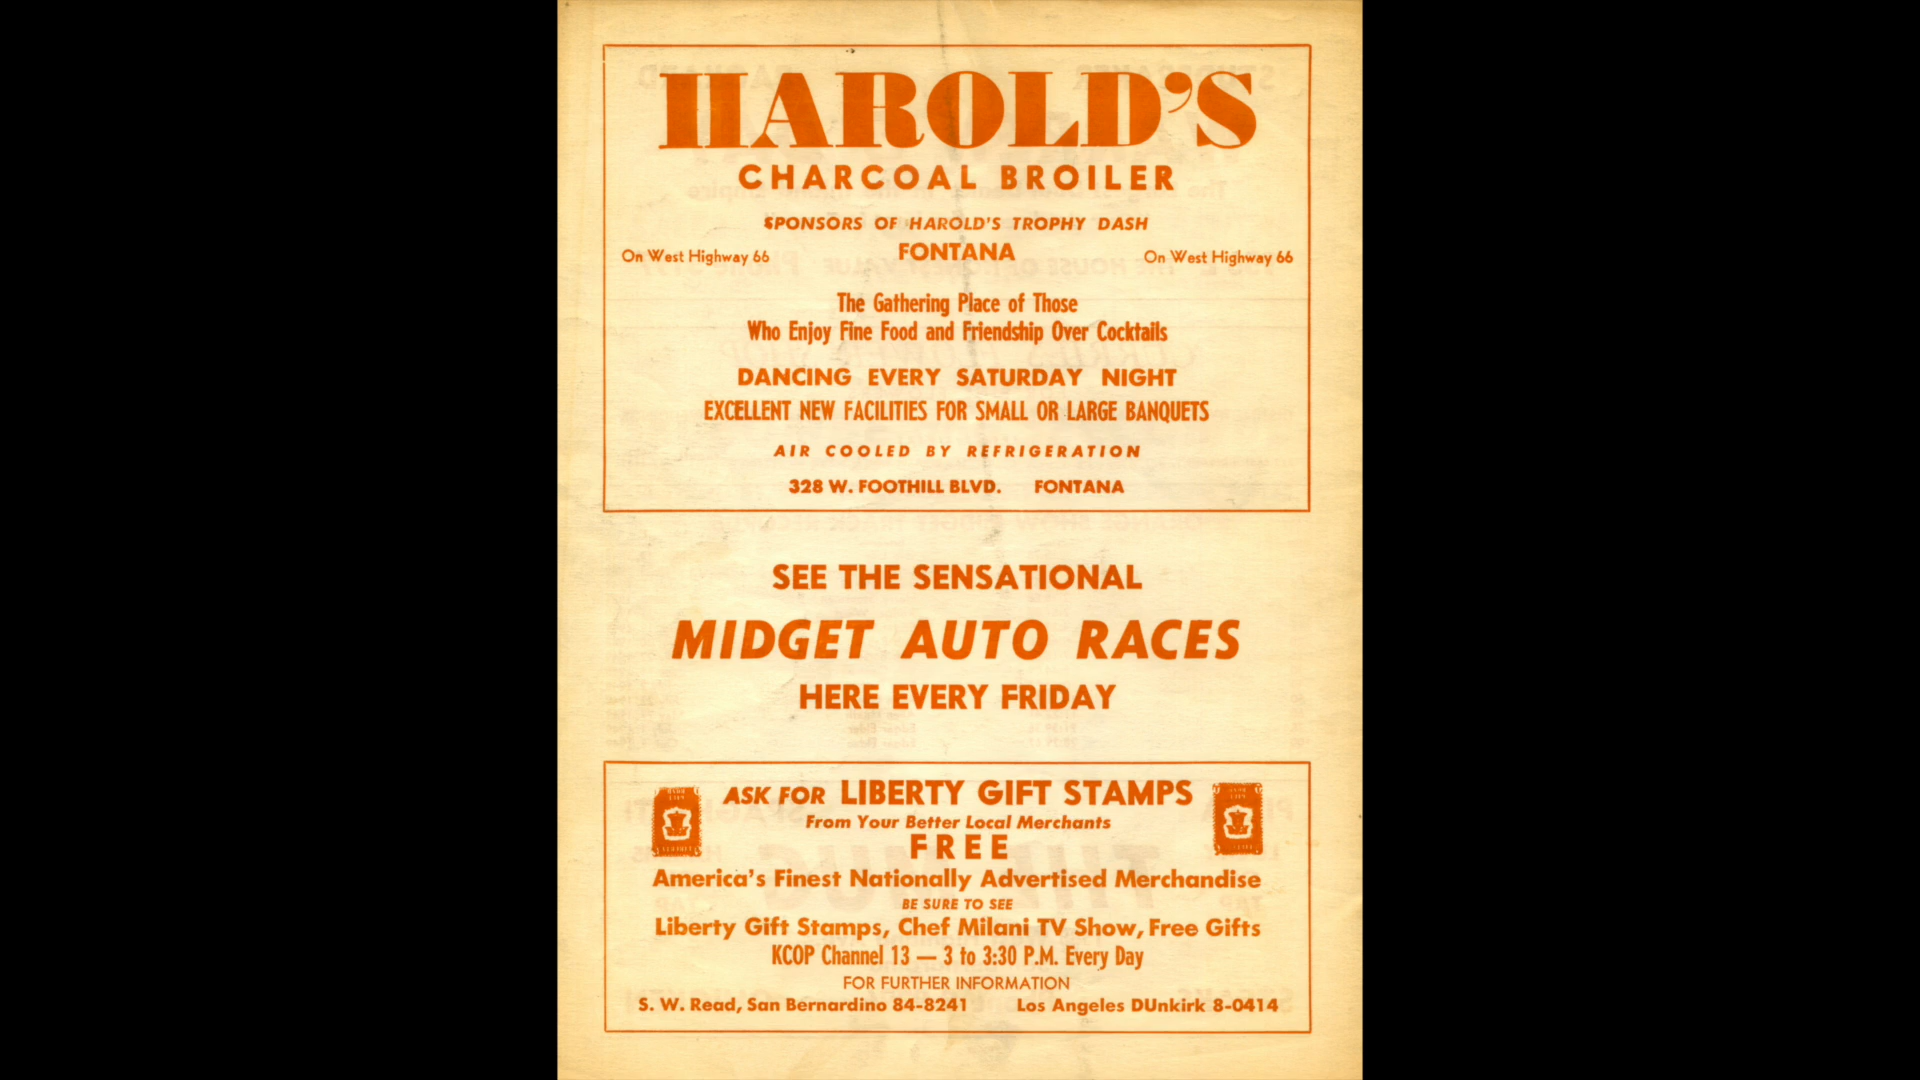 HAROLD'S
CHARCOAL BROILER
SPONSORS OF HAROLD'S TROPHY DASH
On West Highway 66 FONTANA On West Highway 66
The Gathering Place of Those
Who Enjoy Fine Food and Friendship Over Cocktails
DANCING EVERY SATURDAY NIGHT
EXCELLENT NEW FACILITIES FOR SMALL OR LARGE BANQUETS
AIR COOLED BY REFRIGERATION
328 W. FOOTHILL BLVD. FONTANA
SEE THE SENSATIONAL
MIDGET AUTO RACES
HERE EVERY FRIDAY
ASK FOR LIBERTY GIFT STAMPS
From Your Better Local Merchants
FREE
America's Finest Nationally Advertised Merchandise
BE SURE TO SEE
Liberty Gift Stamps, Chef Milani TV Show, Free Gifts
KCOP Channel 13 — 3 to 3:30 P.M. Every Day
FOR FURTHER INFORMATION
S. W. Read, San Bernardino 84-8241 Los Angeles DUnkirk 8-0414